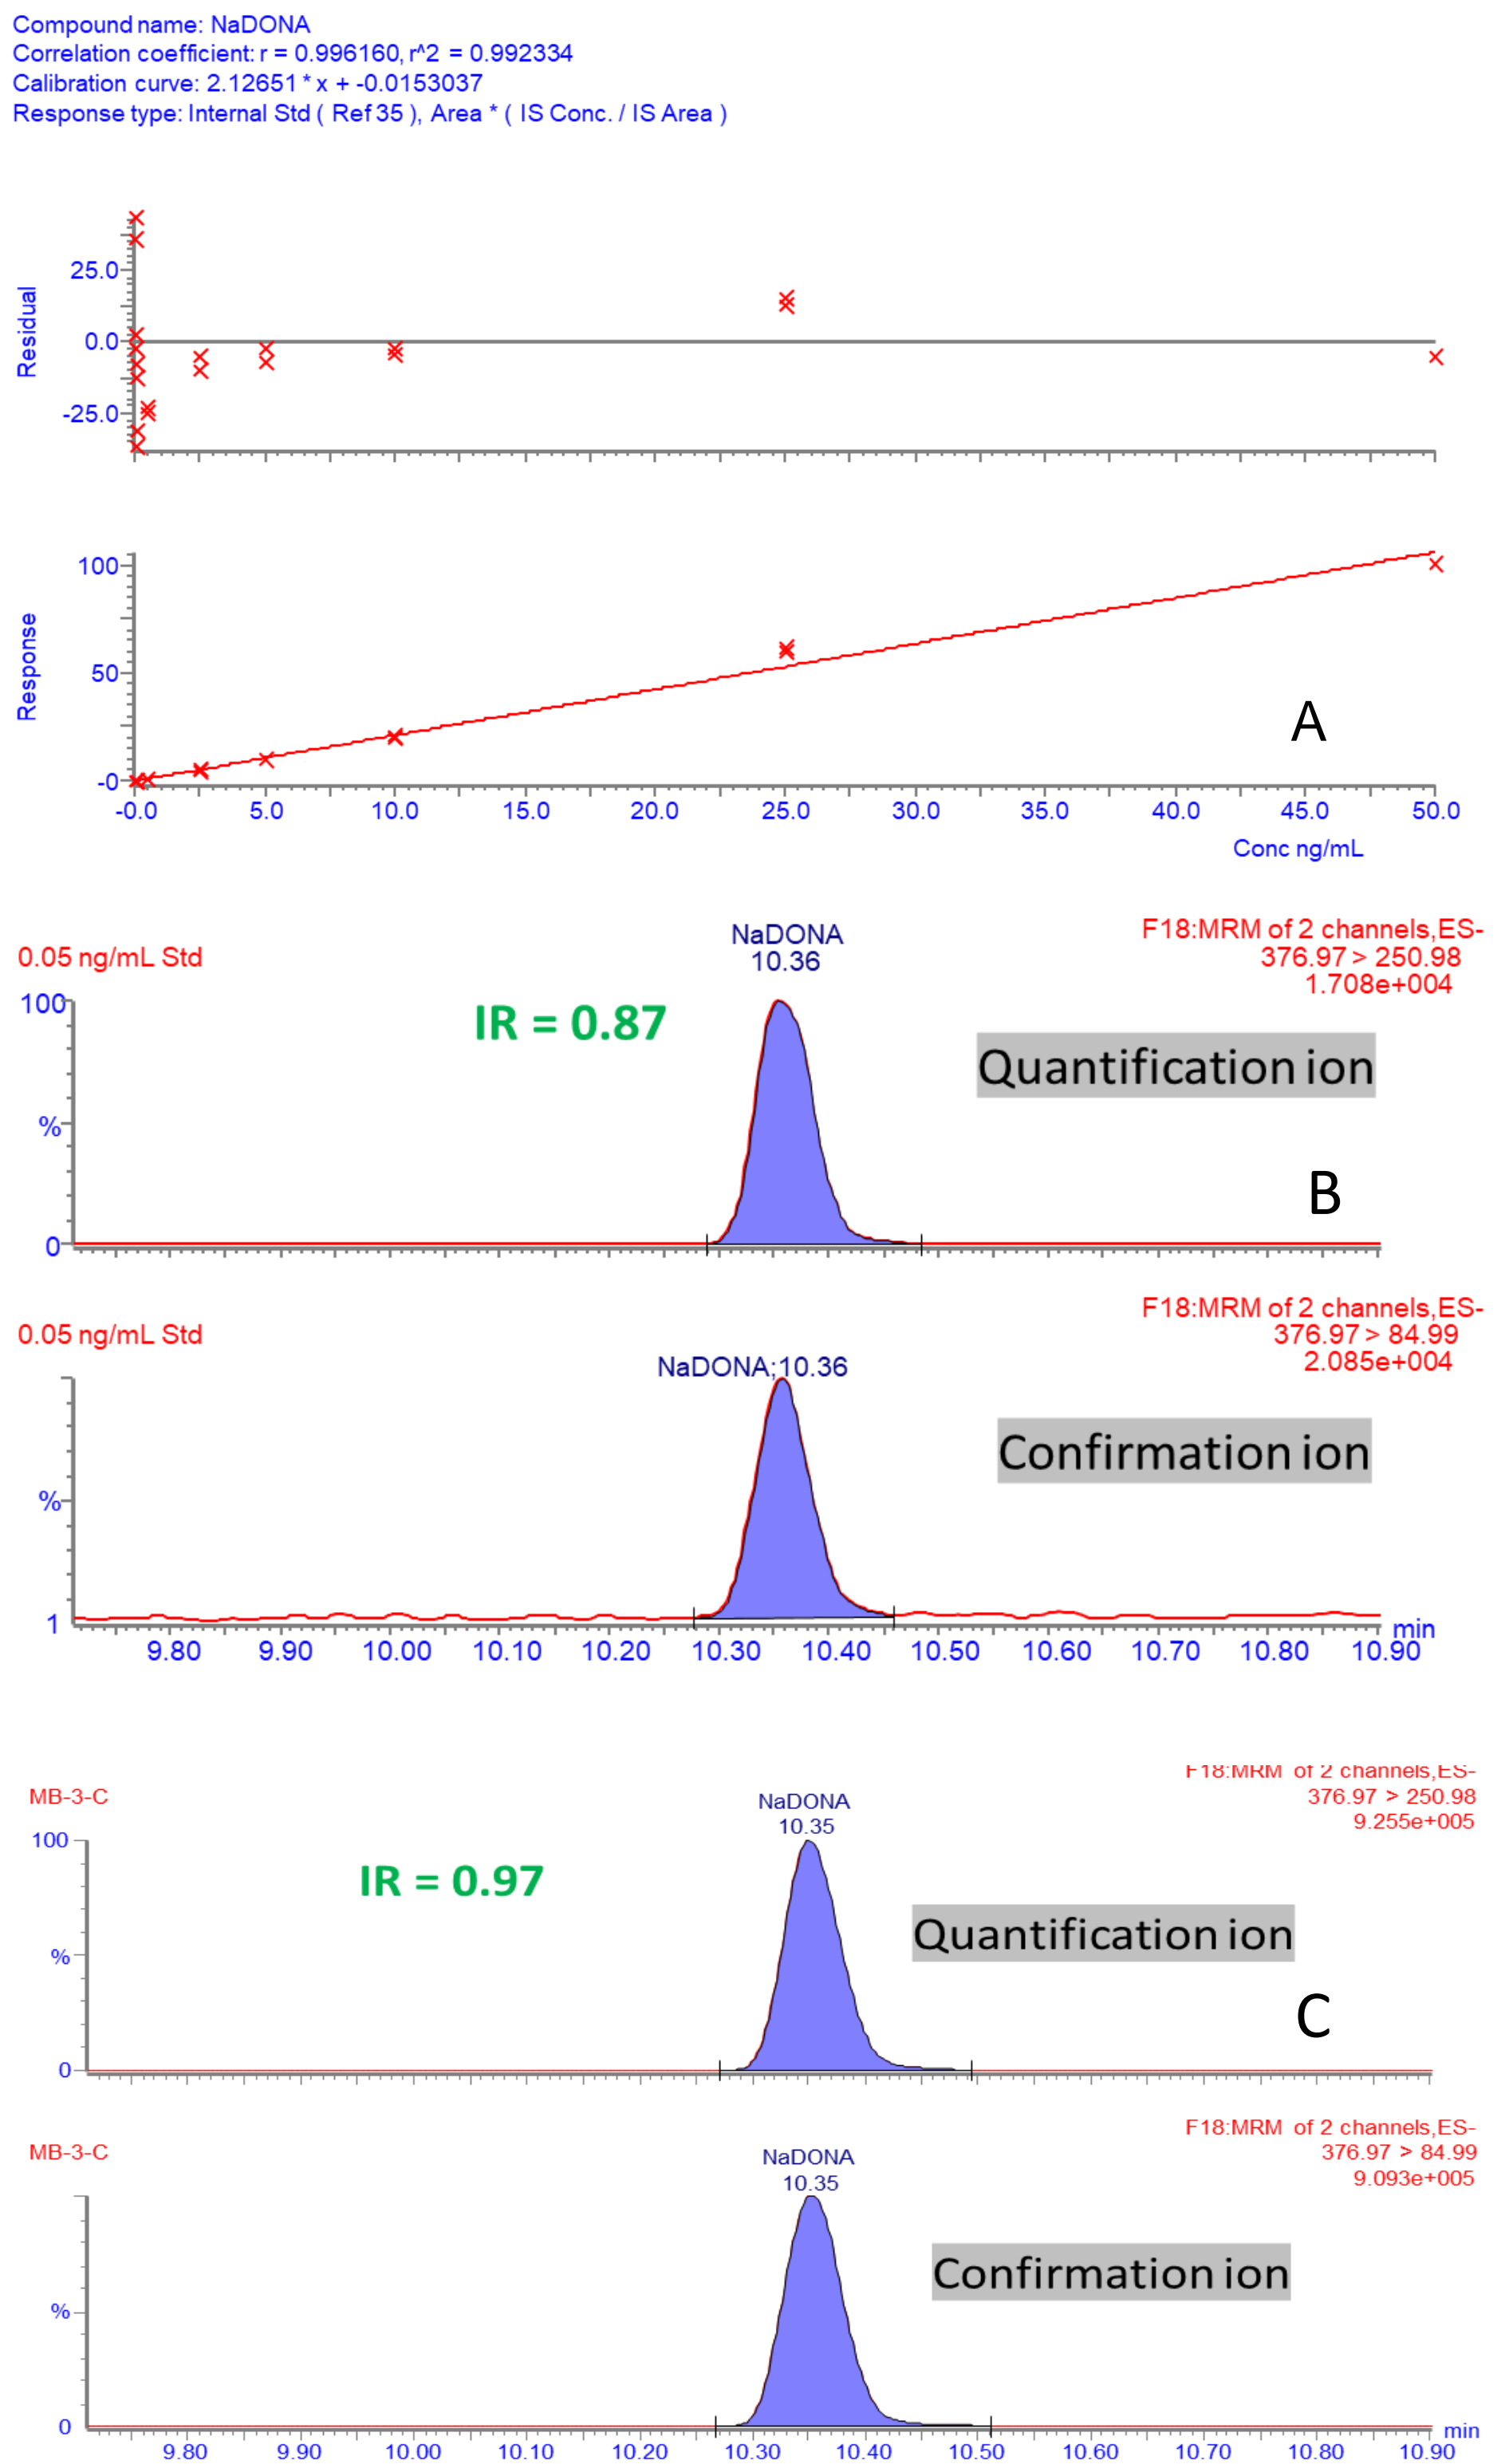 Compound name: NaDONA
Correlation coefficient: r = 0.996160, r^2 = 0.992334
Calibration curve: 2.12651 * x + -0.0153037
Response type: Internal Std ( Ref 35 ), Area * ( IS Conc. / IS Area )
Residual
25.0
0.0
-25.0
Response
100
50
-0
A
-0.0 5.0 10.0 15.0 20.0 25.0 30.0 35.0 40.0 45.0 50.0
Conc ng/mL
0.05 ng/mL Std
NaDONA
10.36
F18:MRM of 2 channels,ES-
376.97 > 250.98
1.708e+004
100
%
0
IR = 0.87
Quantification ion
B
0.05 ng/mL Std
NaDONA;10.36
F18:MRM of 2 channels,ES-
376.97 > 84.99
2.085e+004
%
1
Confirmation ion
min
9.80 9.90 10.00 10.10 10.20 10.30 10.40 10.50 10.60 10.70 10.80 10.90
MB-3-C
NaDONA
10.35
F18:MRM of 2 channels,ES-
376.97 > 250.98
9.255e+005
100
%
0
IR = 0.97
Quantification ion
C
MB-3-C
NaDONA
10.35
F18:MRM of 2 channels,ES-
376.97 > 84.99
9.093e+005
%
0
Confirmation ion
min
9.80 9.90 10.00 10.10 10.20 10.30 10.40 10.50 10.60 10.70 10.80 10.90